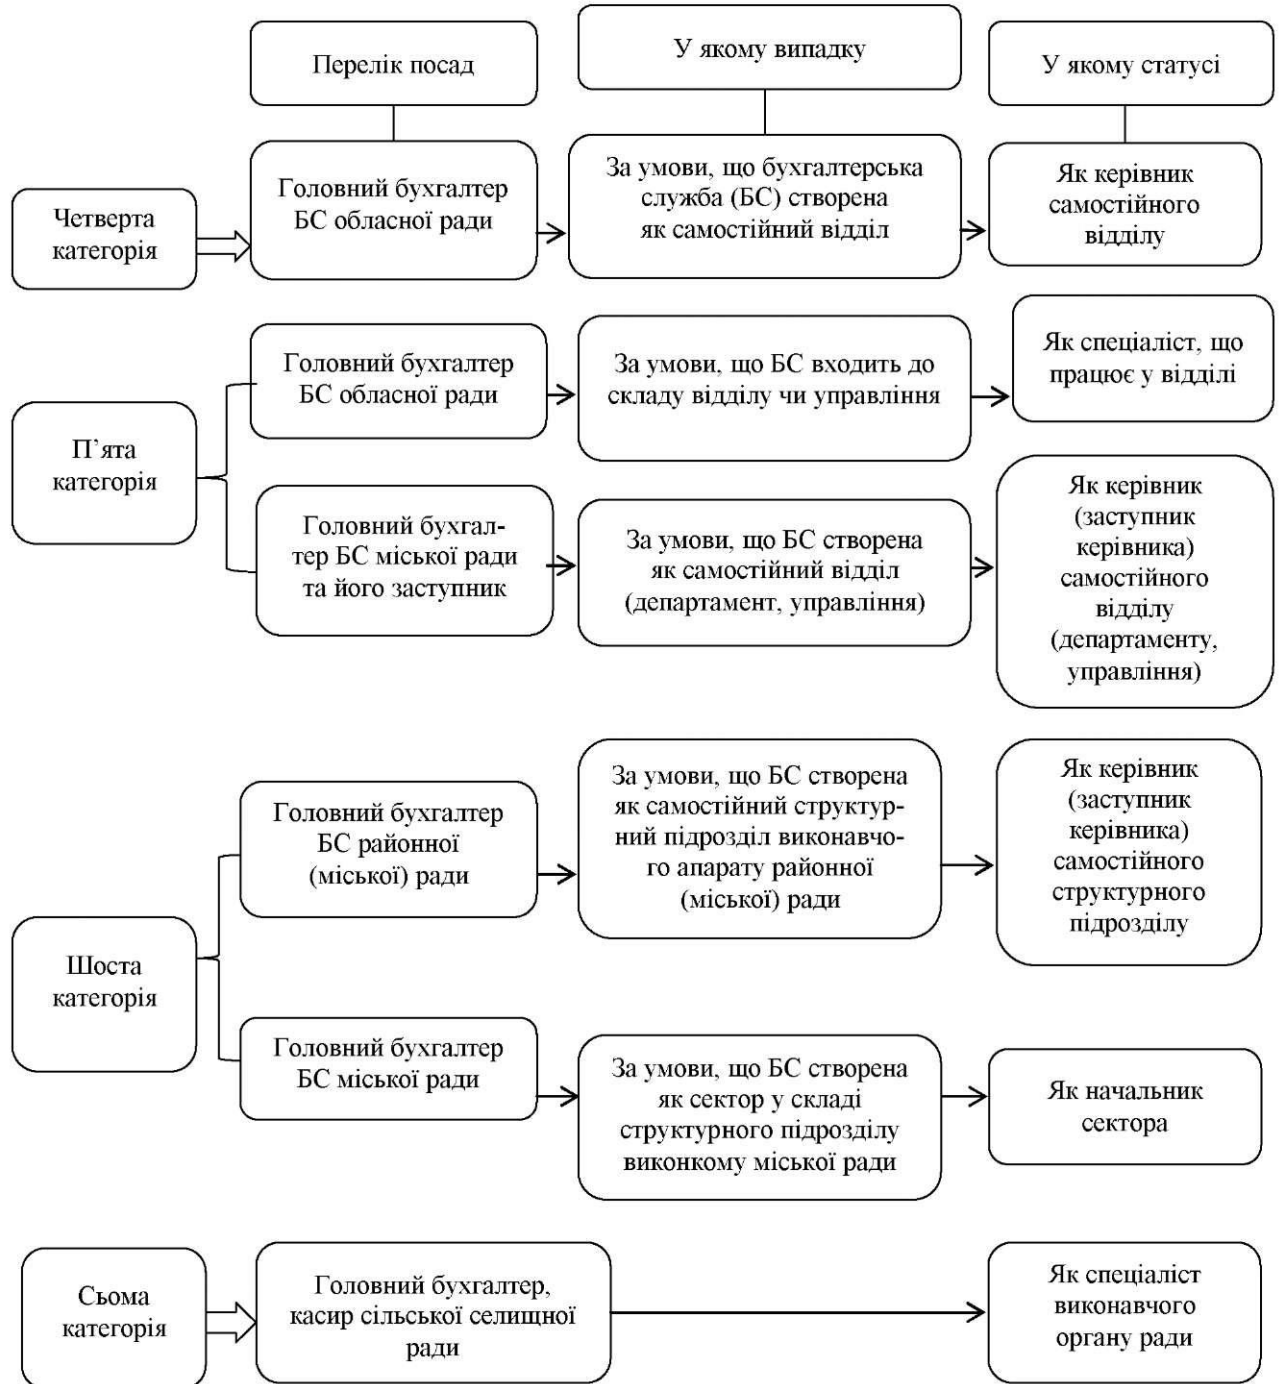 Перелік посад
У якому випадку
У якому статусі
Четверта
категорія
Головний бухгалтер
БС обласної ради
За умови, що бухгалтерська
служба (БС) створена
як самостійний відділ
Як керівник
самостійного
відділу
П’ята
категорія
Головний бухгалтер
БС обласної ради
За умови, що БС входить до
складу відділу чи управління
Як спеціаліст, що
працює у відділі
Головний бухгал-
тер БС міської ради
та його заступник
За умови, що БС створена
як самостійний відділ
(департамент, управління)
Як керівник
(заступник
керівника)
самостійного
відділу
(департаменту,
управління)
Шоста
категорія
Головний бухгалтер
БС районної
(міської) ради
За умови, що БС створена
як самостійний структур-
ний підрозділ виконавчо-
го апарату районної
(міської) ради
Як керівник
(заступник
керівника)
самостійного
структурного
підрозділу
Головний бухгалтер
БС міської ради
За умови, що БС створена
як сектор у складі
структурного підрозділу
виконкому міської ради
Як начальник
сектора
Сьома
категорія
Головний бухгалтер,
касир сільської селищної
ради
Як спеціаліст
виконавчого
органу ради